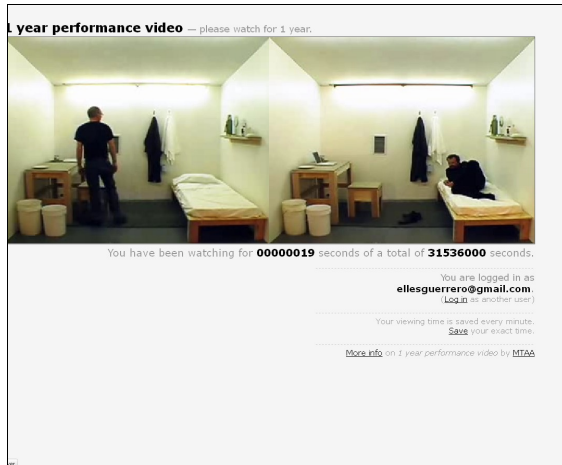 1 year performance video — please watch for 1 year.
You have been watching for 00000019 seconds of a total of 31536000 seconds.
You are logged in as
ellesguerrero@gmail.com.
(Log in as another user)
Your viewing time is saved every minute.
Save your exact time.
More info on 1 year performance video by MTAA